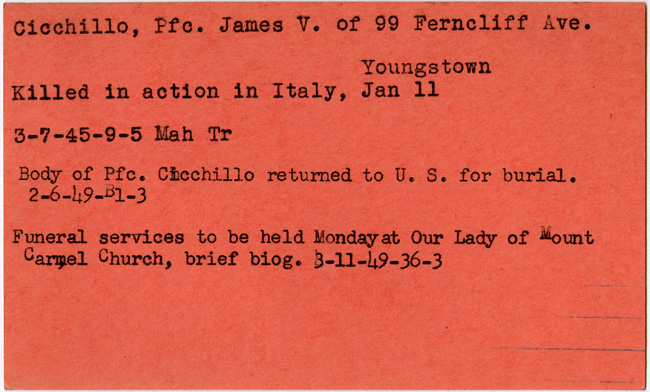 Cicchillo, Pfc. James V. of 99 Ferncliff Ave.
Youngstown
Killed in action in Italy, Jan 11
3-7-45-9-5 Mah Tr
Body of Pfc. Cicchillo returned to U. S. for burial.
2-6-49-B1-3
Funeral services to be held Monday at Our Lady of Mount
Carmel Church, brief biog. 3-11-49-36-3